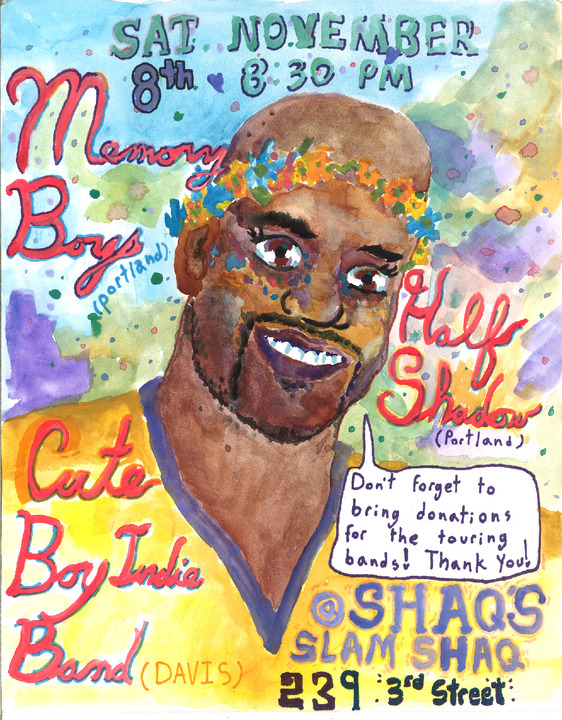 SAT NOVEMBER
8th 8:30 PM
Memory
Boys
(portland)
Half
Shadow
(Portland)
Cute
Boy Indie
Band (DAVIS)
Don't forget to
bring donations
for the touring
bands! Thank You!
@ SHAQ'S
SLAM SHAQ
239 3rd Street